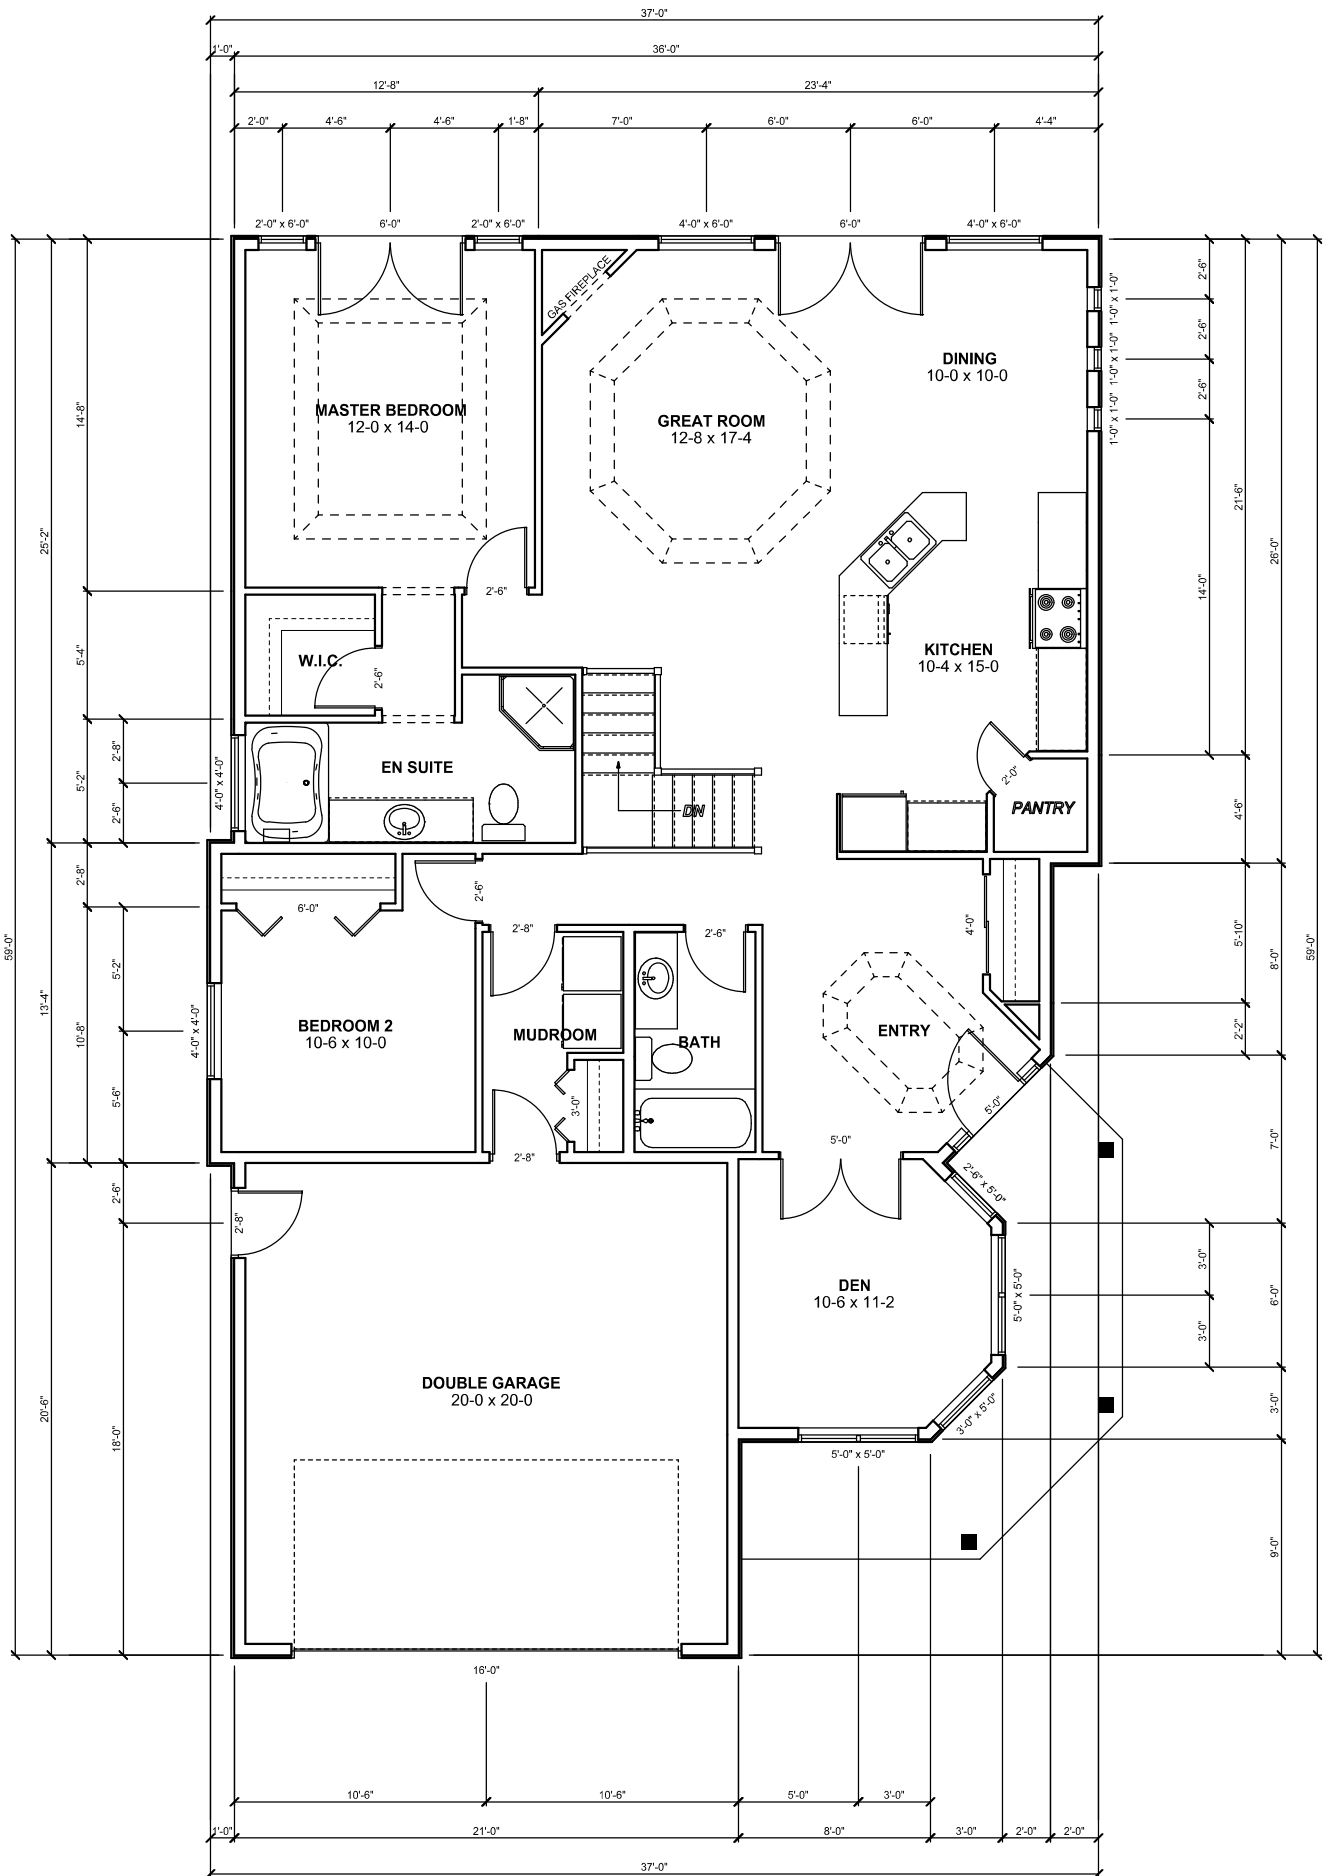 37'-0"
1'-0" 36'-0"
12'-8" 23'-4"
2'-0" 4'-6" 4'-6" 1'-8" 7'-0" 6'-0" 6'-0" 4'-4"
2'-0" x 6'-0" 6'-0" 2'-0" x 6'-0" 4'-0" x 6'-0" 6'-0" 4'-0" x 6'-0"
GAS FIREPLACE
MASTER BEDROOM
12-0 x 14-0
GREAT ROOM
12-8 x 17-4
DINING
10-0 x 10-0
1'-0" x 1'-0"
1'-0" x 1'-0"
1'-0" x 1'-0"
2'-6"
2'-6"
2'-6"
14'-0"
21'-6"
26'-0"
59'-0"
25'-2"
14'-8"
5'-4"
5'-2"
2'-8"
2'-6"
4'-0" x 4'-0"
2'-6"
W.I.C.
2'-6"
EN SUITE
KITCHEN
10-4 x 15-0
DN
2'-0"
PANTRY
4'-6"
59'-0"
13'-4"
2'-8"
10'-8"
5'-2"
5'-6"
4'-0" x 4'-0"
6'-0"
2'-6"
BEDROOM 2
10-6 x 10-0
2'-8"
MUDROOM
3'-0"
2'-8"
2'-6"
BATH
4'-0"
ENTRY
5'-0"
5'-0"
5'-10"
2'-2"
8'-0"
7'-0"
20'-6"
2'-6"
18'-0"
2'-8"
DOUBLE GARAGE
20-0 x 20-0
16'-0"
2'-6" x 5'-0"
DEN
10-6 x 11-2
5'-0" x 5'-0"
3'-0" x 5'-0"
5'-0" x 5'-0"
3'-0"
3'-0"
6'-0"
3'-0"
9'-0"
10'-6" 10'-6" 5'-0" 3'-0"
1'-0" 21'-0" 8'-0" 3'-0" 2'-0" 2'-0"
37'-0"